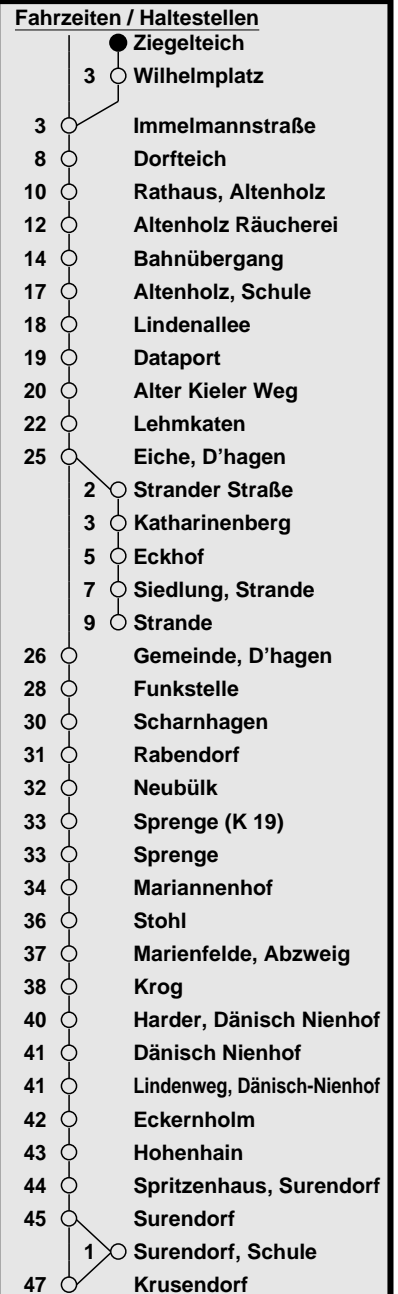 Fahrzeiten / Haltestellen
Ziegelteich
3 Wilhelmplatz
3 Immelmannstraße
8 Dorfteich
10 Rathaus, Altenholz
12 Altenholz Räucherei
14 Bahnübergang
17 Altenholz, Schule
18 Lindenallee
19 Dataport
20 Alter Kieler Weg
22 Lehmkaten
25 Eiche, D'hagen
2 Strander Straße
3 Katharinenberg
5 Eckhof
7 Siedlung, Strande
9 Strande
26 Gemeinde, D'hagen
28 Funkstelle
30 Scharnhagen
31 Rabendorf
32 Neubülk
33 Sprenge (K 19)
33 Sprenge
34 Mariannenhof
36 Stohl
37 Marienfelde, Abzweig
38 Krog
40 Harder, Dänisch Nienhof
41 Dänisch Nienhof
41 Lindenweg, Dänisch-Nienhof
42 Eckernholm
43 Hohenhain
44 Spritzenhaus, Surendorf
45 Surendorf
1 Surendorf, Schule
47 Krusendorf